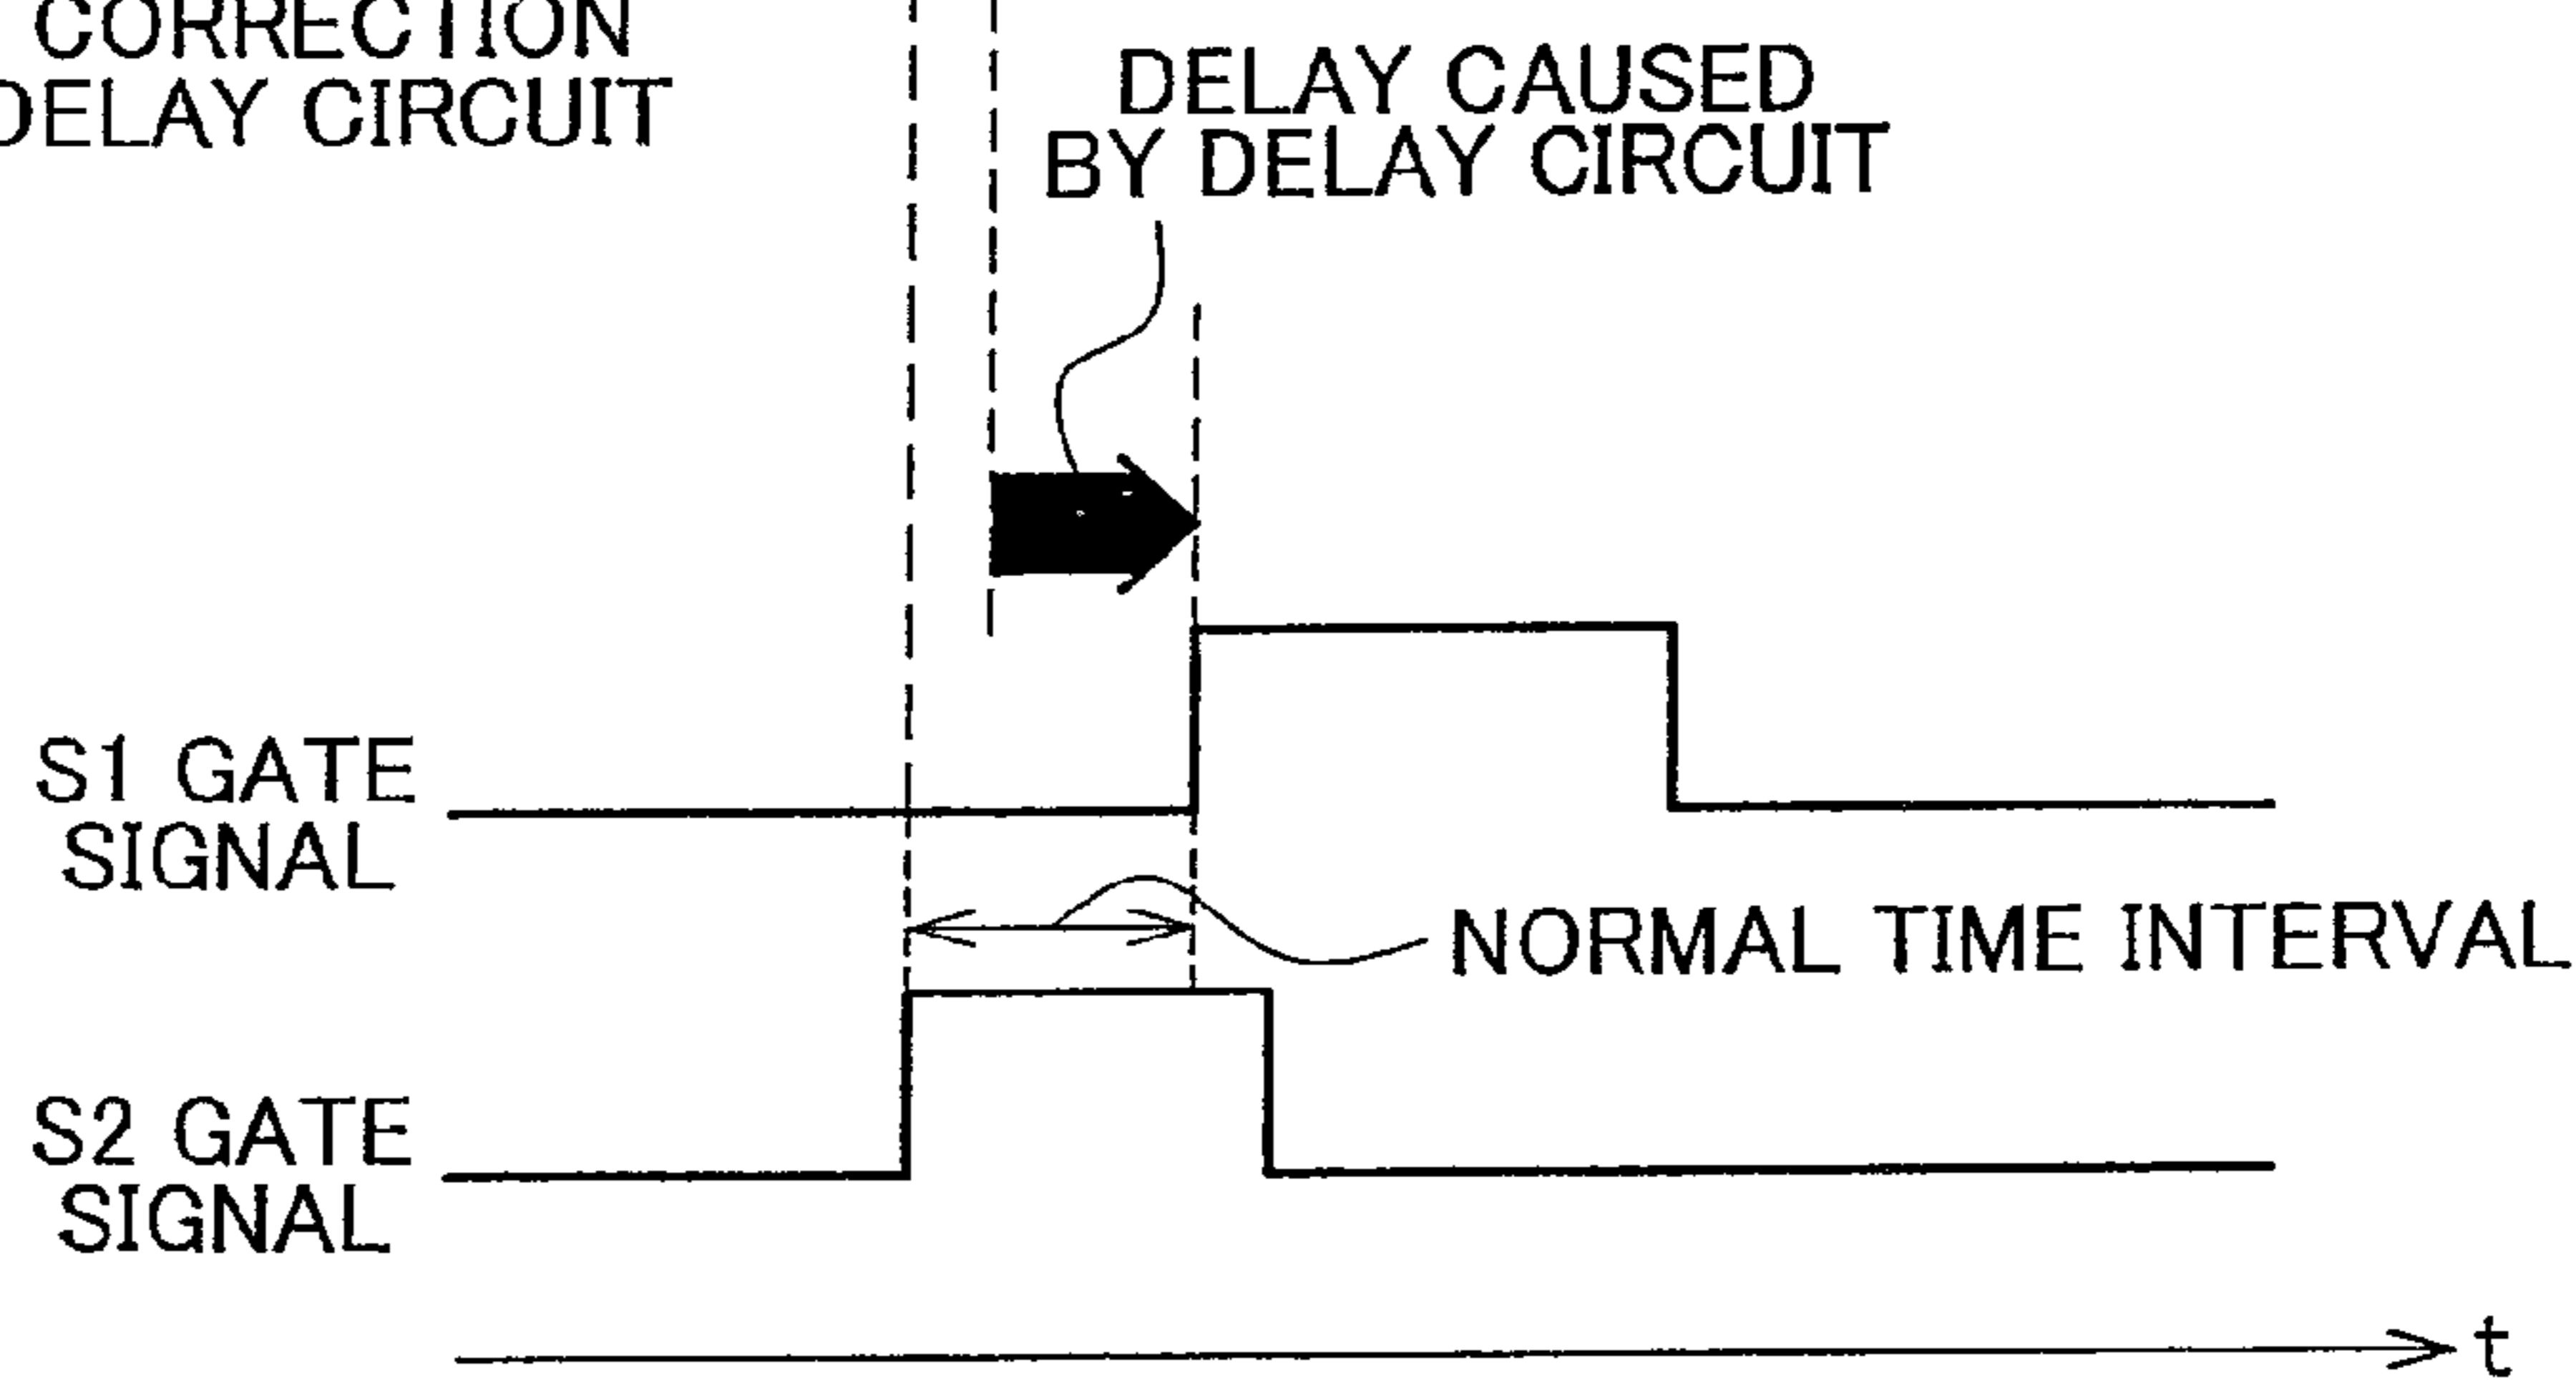 CORRECTION
DELAY CIRCUIT
DELAY CAUSED
BY DELAY CIRCUIT
S1 GATE
SIGNAL
NORMAL TIME INTERVAL
S2 GATE
SIGNAL
t